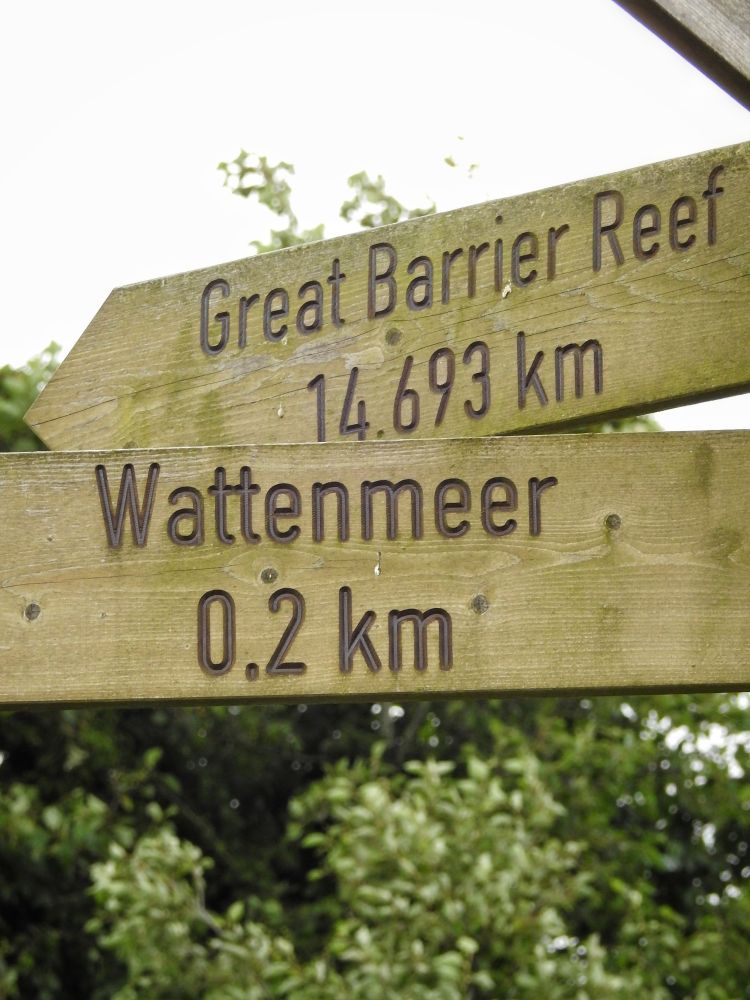 Great Barrier Reef
14.693 km
Wattenmeer
0.2 km